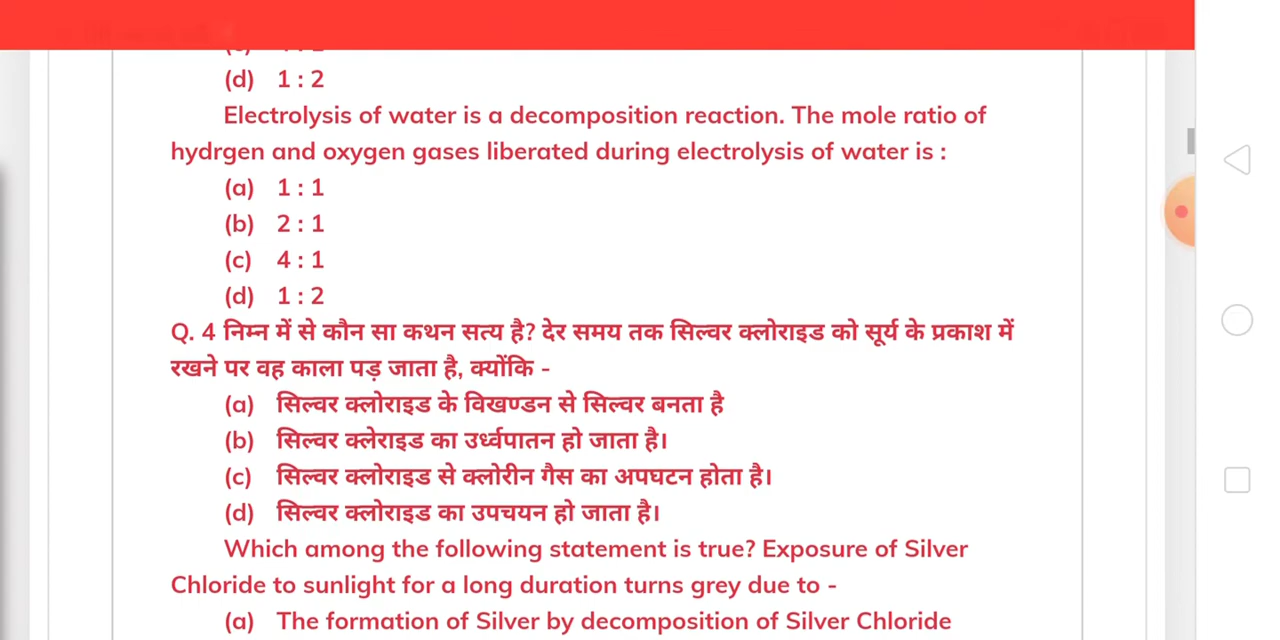 (d) 1 : 2
Electrolysis of water is a decomposition reaction. The mole ratio of
hydrgen and oxygen gases liberated during electrolysis of water is :
(a) 1 : 1
(b) 2 : 1
(c) 4 : 1
(d) 1 : 2
Q. 4 निम्न में से कौन सा कथन सत्य है? देर समय तक सिल्वर क्लोराइड को सूर्य के प्रकाश में
रखने पर वह काला पड़ जाता है, क्योंकि -
(a) सिल्वर क्लोराइड के विखण्डन से सिल्वर बनता है
(b) सिल्वर क्लेराइड का उर्ध्वपातन हो जाता है।
(c) सिल्वर क्लोराइड से क्लोरीन गैस का अपघटन होता है।
(d) सिल्वर क्लोराइड का उपचयन हो जाता है।
Which among the following statement is true? Exposure of Silver
Chloride to sunlight for a long duration turns grey due to -
(a) The formation of Silver by decomposition of Silver Chloride